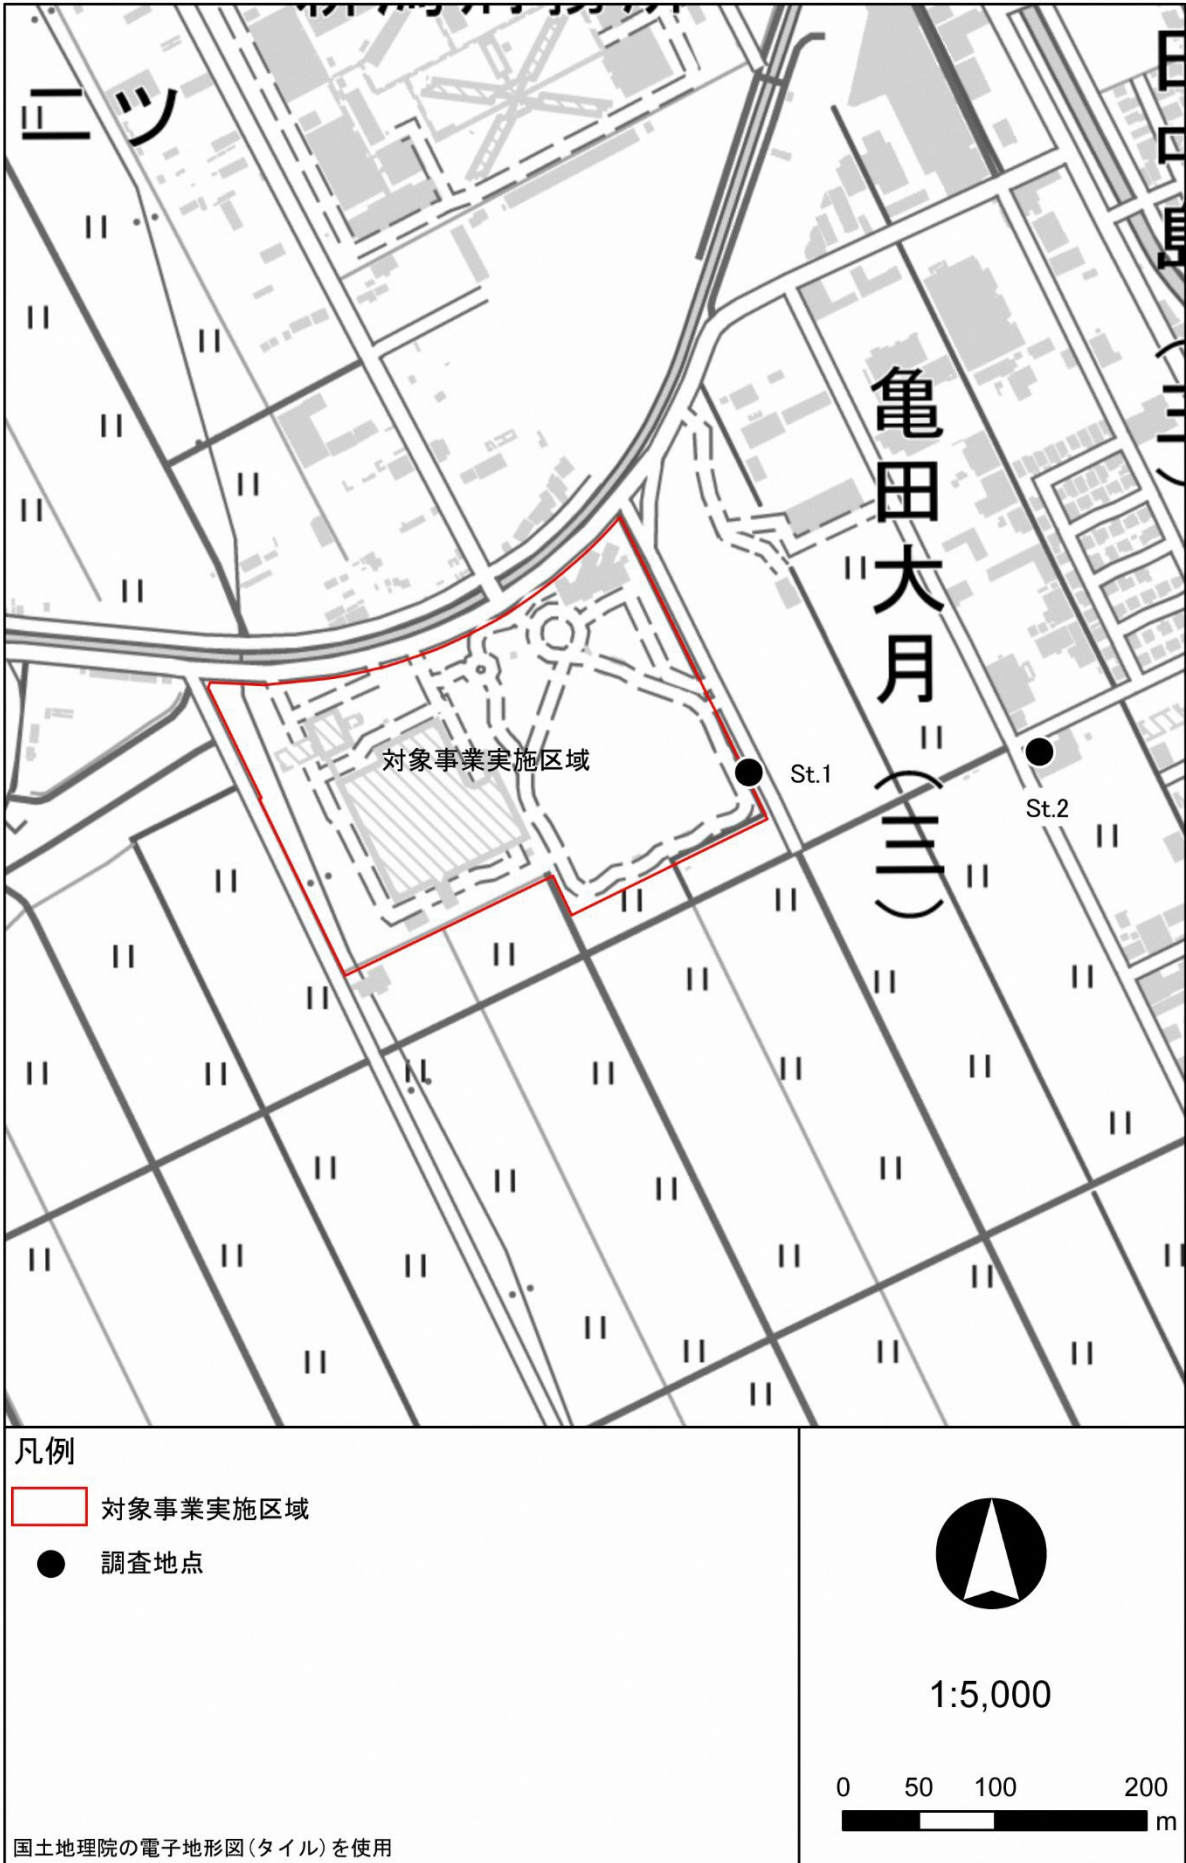 二ツ
亀田大月(三)
対象事業実施区域
St.1
St.2
凡例
対象事業実施区域
調査地点
1:5,000
0 50 100 200
m
国土地理院の電子地形図(タイル)を使用